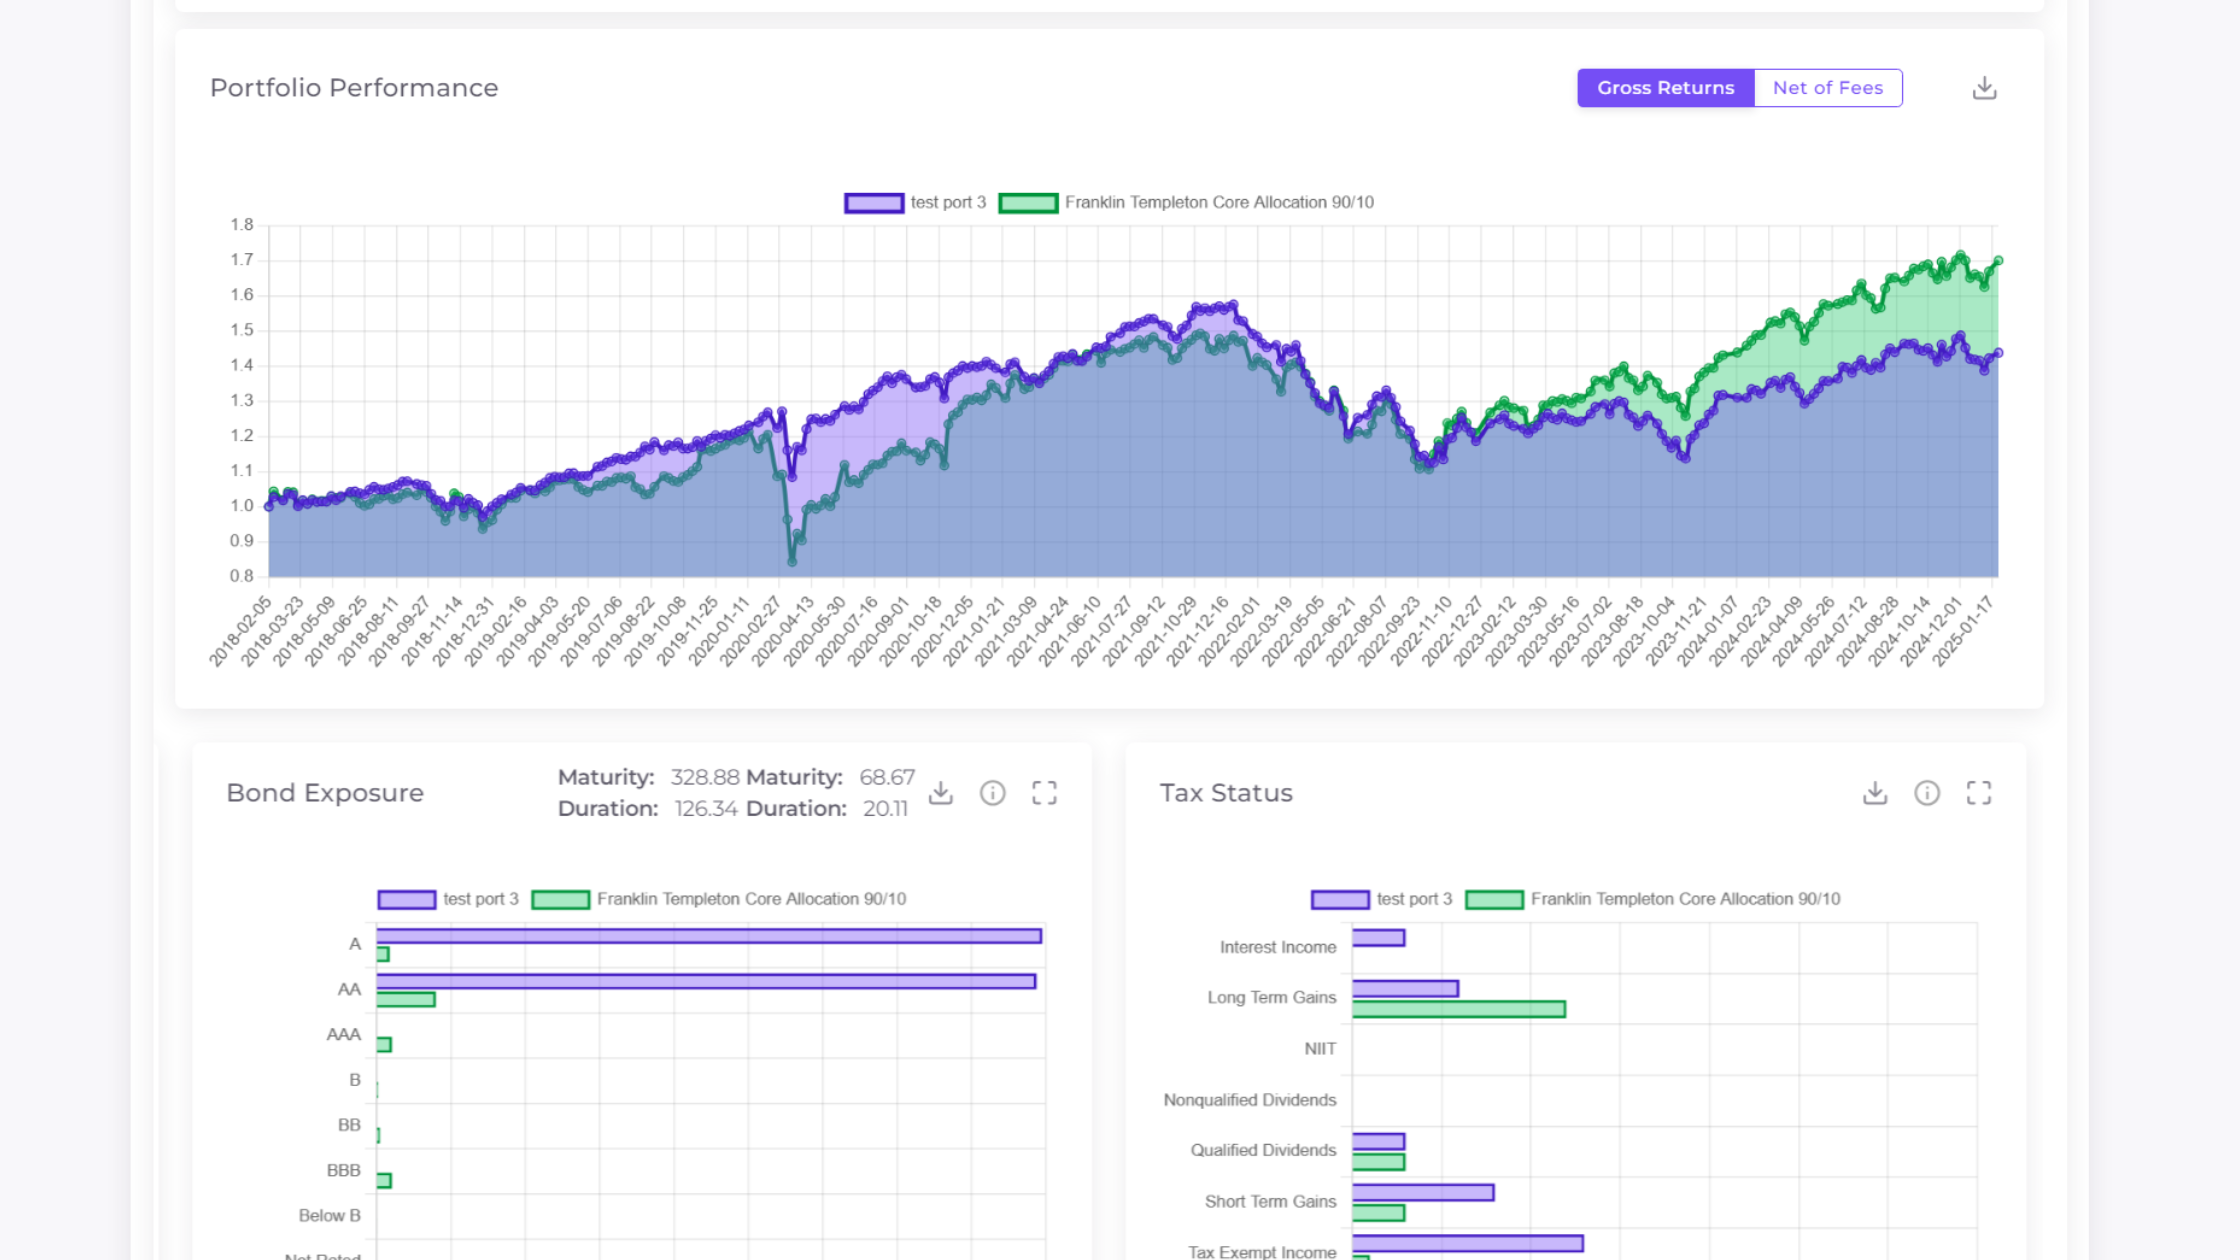 Portfolio Performance
Gross Returns
Net of Fees
test port 3
Franklin Templeton Core Allocation 90/10
1.8
1.7
1.6
1.5
1.4
1.3
1.2
1.1
1.0
0.9
0.8
2018-02-05
2018-03-23
2018-05-09
2018-06-25
2018-08-11
2018-09-27
2018-11-14
2018-12-31
2019-02-16
2019-04-03
2019-05-20
2019-07-06
2019-08-22
2019-10-08
2019-11-25
2020-01-11
2020-02-27
2020-04-13
2020-05-30
2020-07-16
2020-09-01
2020-10-18
2020-12-05
2021-01-21
2021-03-09
2021-04-24
2021-06-10
2021-07-27
2021-09-12
2021-10-29
2021-12-16
2022-02-01
2022-03-19
2022-05-05
2022-06-21
2022-08-07
2022-09-23
2022-11-10
2022-12-27
2023-02-12
2023-03-30
2023-05-16
2023-07-02
2023-08-18
2023-10-04
2023-11-21
2024-01-07
2024-02-23
2024-04-09
2024-05-26
2024-07-12
2024-08-28
2024-10-14
2024-12-01
2025-01-17
Bond Exposure
Maturity: 328.88 Maturity: 68.67
Duration: 126.34 Duration: 20.11
test port 3
Franklin Templeton Core Allocation 90/10
A
AA
AAA
B
BB
BBB
Below B
Not Rated
Tax Status
test port 3
Franklin Templeton Core Allocation 90/10
Interest Income
Long Term Gains
NIIT
Nonqualified Dividends
Qualified Dividends
Short Term Gains
Tax Exempt Income